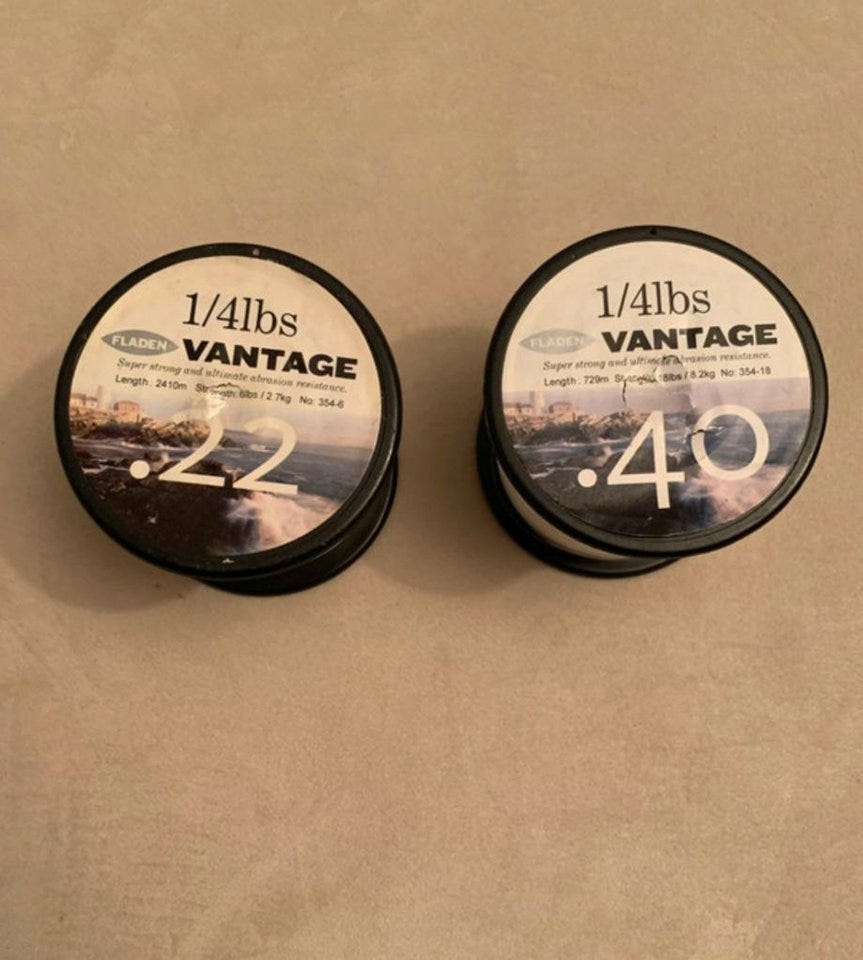 1/4lbs
FLADEN VANTAGE
Super strong and ultimate abrasion resistance.
Length: 2410m Strength: 6lbs / 2.7kg No: 354-6
.22
1/4lbs
FLADEN VANTAGE
Super strong and ultimate abrasion resistance.
Length: 729m Strength: 18lbs / 8.2kg No: 354-18
.40